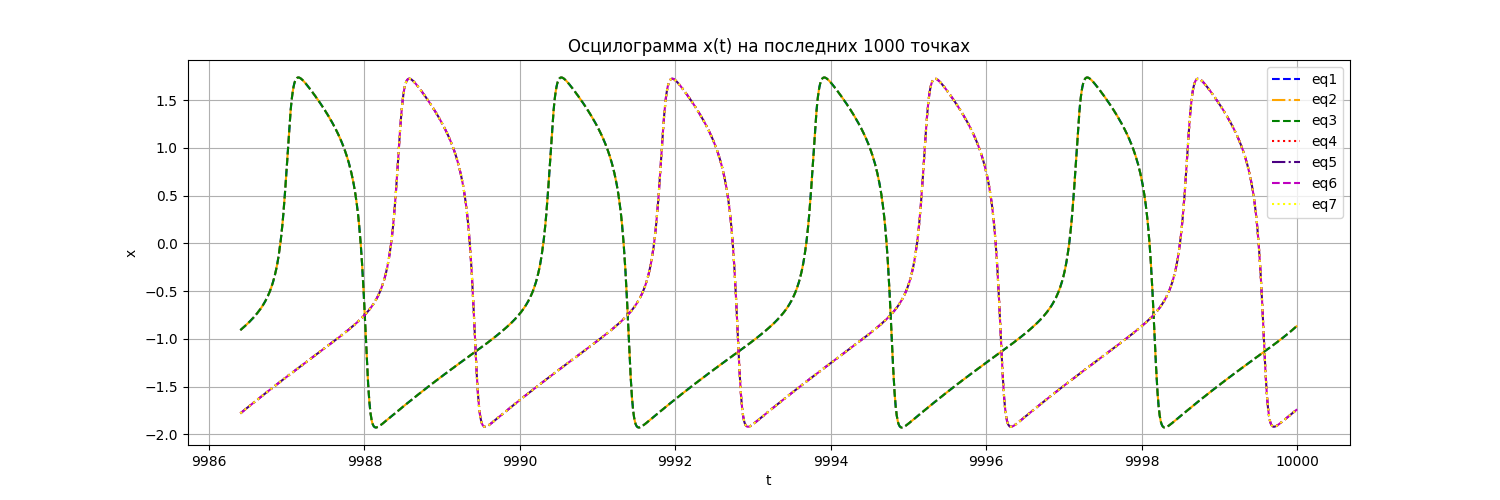 Осцилограмма x(t) на последних 1000 точках
x
1.5
1.0
0.5
0.0
−0.5
−1.0
−1.5
−2.0
eq1
eq2
eq3
eq4
eq5
eq6
eq7
9986
9988
9990
9992
9994
9996
9998
10000
t